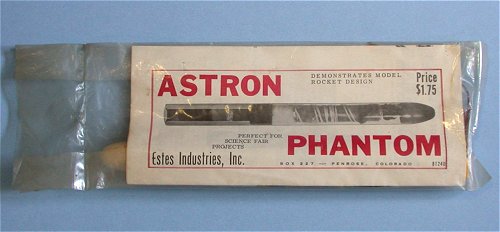 ASTRON
DEMONSTRATES MODEL
ROCKET DESIGN
Price
$1.75
PERFECT FOR
SCIENCE FAIR
PROJECTS
PHANTOM
Estes Industries, Inc.
BOX 227 — PENROSE, COLORADO